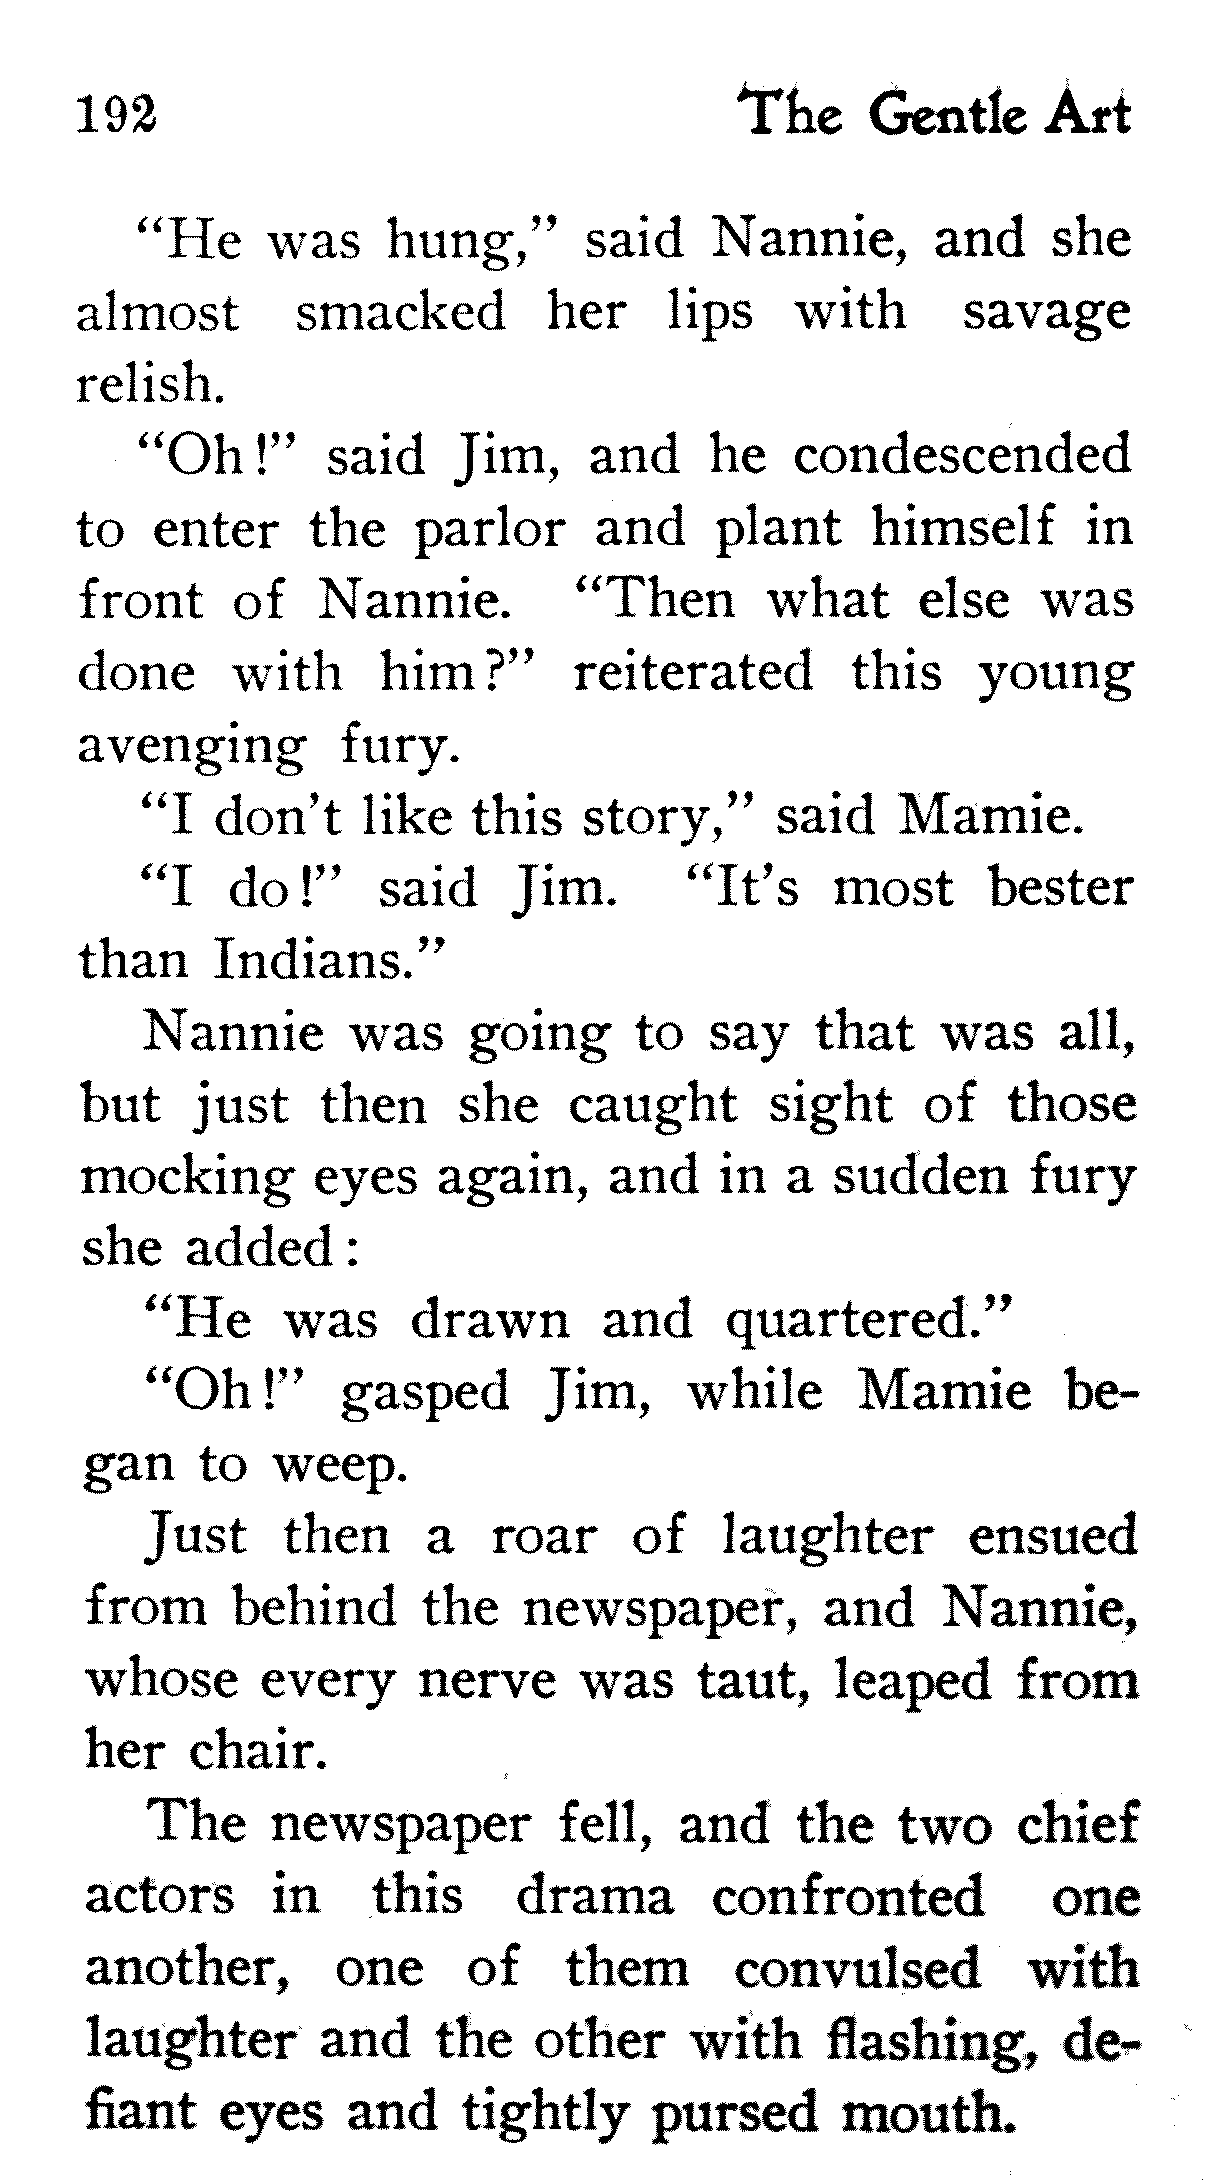 192 The Gentle Art
"He was hung," said Nannie, and she
almost smacked her lips with savage
relish.
"Oh!" said Jim, and he condescended
to enter the parlor and plant himself in
front of Nannie. "Then what else was
done with him?" reiterated this young
avenging fury.
"I don't like this story," said Mamie.
"I do!" said Jim. "It's most bester
than Indians."
Nannie was going to say that was all,
but just then she caught sight of those
mocking eyes again, and in a sudden fury
she added:
"He was drawn and quartered."
"Oh!" gasped Jim, while Mamie be-
gan to weep.
Just then a roar of laughter ensued
from behind the newspaper, and Nannie,
whose every nerve was taut, leaped from
her chair.
The newspaper fell, and the two chief
actors in this drama confronted one
another, one of them convulsed with
laughter and the other with flashing, de-
fiant eyes and tightly pursed mouth.